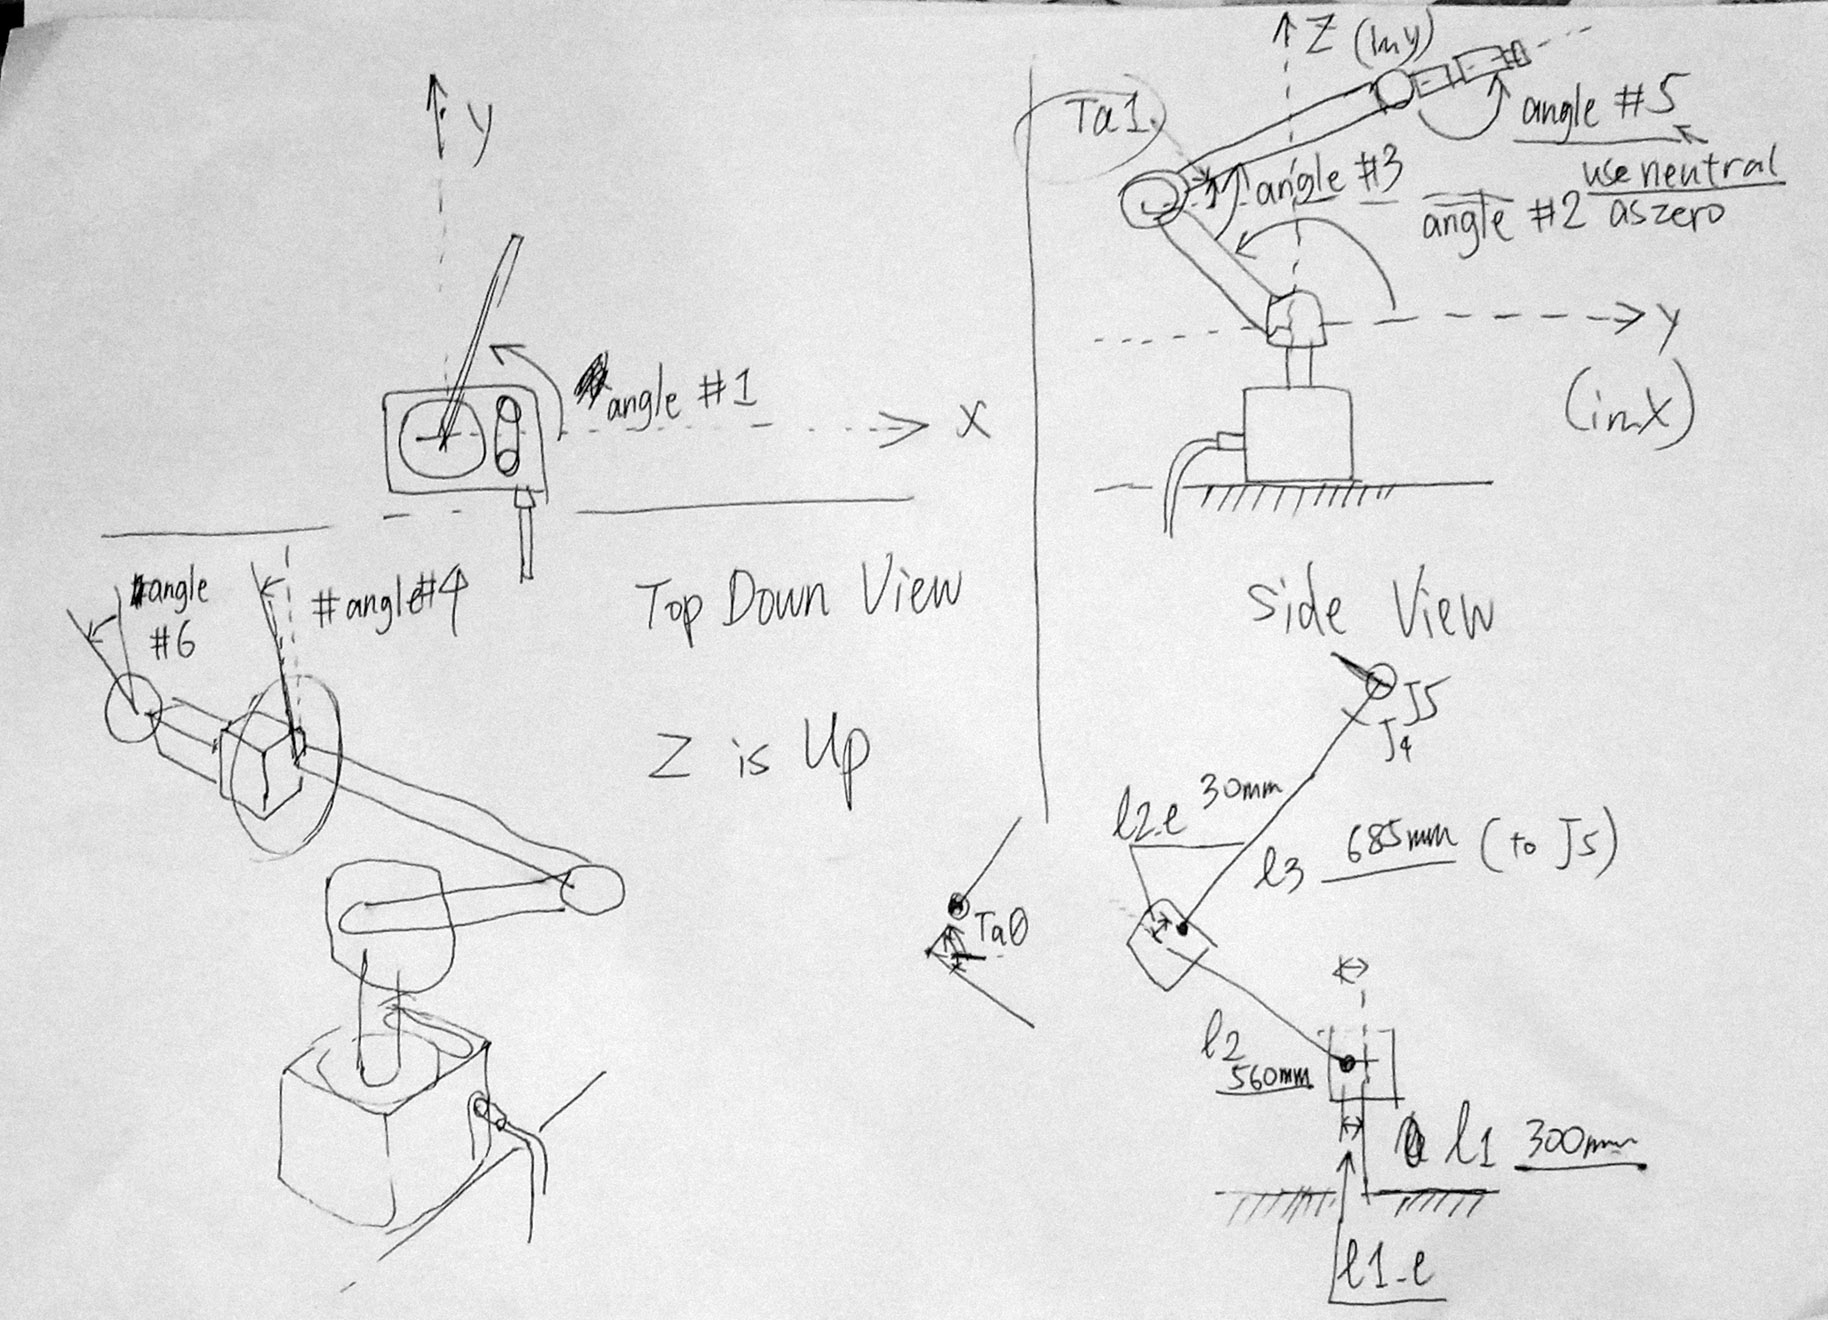 y
angle #1
X
Top Down View
Z is Up
#angle#4
angle
#6
Z (in y)
Ta1
angle #5
use neutral
as zero
angle #3
angle #2
y
(in X)
Side View
J5
J4
l2-e 30mm
l3 685mm (to J5)
Ta0
l2
560mm
l1 300mm
l1-e